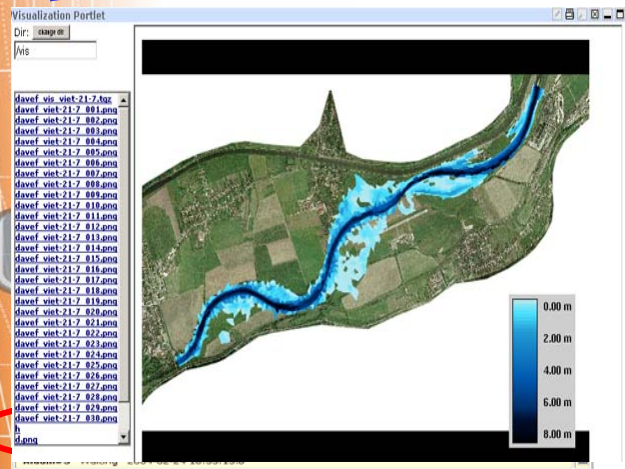 Visualization Portlet
Dir: change dir
/vis
davef_vis_viet-21-7.tgz
davef_viet-21-7_001.png
davef_viet-21-7_002.png
davef_viet-21-7_003.png
davef_viet-21-7_004.png
davef_viet-21-7_005.png
davef_viet-21-7_006.png
davef_viet-21-7_007.png
davef_viet-21-7_008.png
davef_viet-21-7_009.png
davef_viet-21-7_010.png
davef_viet-21-7_011.png
davef_viet-21-7_012.png
davef_viet-21-7_013.png
davef_viet-21-7_014.png
davef_viet-21-7_015.png
davef_viet-21-7_016.png
davef_viet-21-7_017.png
davef_viet-21-7_018.png
davef_viet-21-7_019.png
davef_viet-21-7_020.png
davef_viet-21-7_021.png
davef_viet-21-7_022.png
davef_viet-21-7_023.png
davef_viet-21-7_024.png
davef_viet-21-7_025.png
davef_viet-21-7_026.png
davef_viet-21-7_027.png
davef_viet-21-7_028.png
davef_viet-21-7_029.png
davef_viet-21-7_030.png
h
d.png
0.00 m
2.00 m
4.00 m
6.00 m
8.00 m